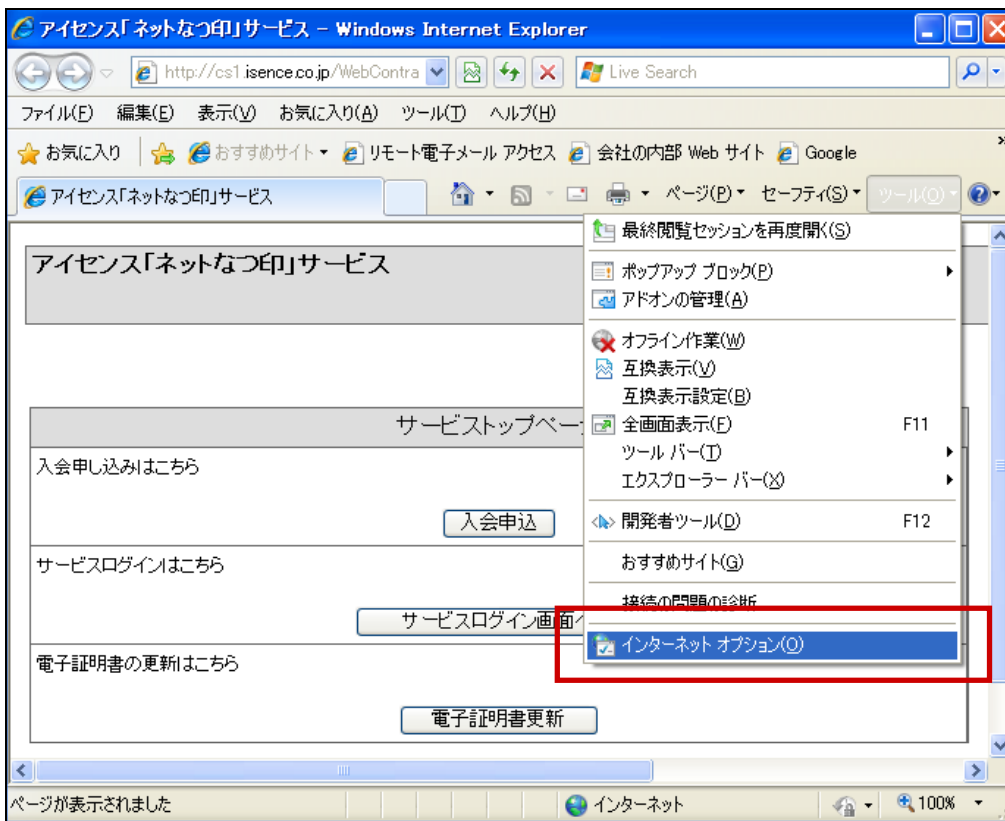 アイセンス「ネットなつ印」サービス - Windows Internet Explorer
http://cs1.isence.co.jp/WebContra
Live Search
ファイル(F) 編集(E) 表示(V) お気に入り(A) ツール(T) ヘルプ(H)
お気に入り おすすめサイト リモート電子メール アクセス 会社の内部 Web サイト Google
アイセンス「ネットなつ印」サービス ページ(P) セーフティ(S) ツール(O)
最終閲覧セッションを再度開く(S)
アイセンス「ネットなつ印」サービス
ポップアップ ブロック(P)
アドオンの管理(A)
オフライン作業(W)
互換表示(V)
互換表示設定(B)
サービストップペー
全画面表示(F) F11
ツール バー(T)
入会申し込みはこちら
エクスプローラー バー(X)
入会申込
開発者ツール(D) F12
サービスログインはこちら
おすすめサイト(G)
接続の問題の診断
サービスログイン画面へ
インターネット オプション(O)
電子証明書の更新はこちら
電子証明書更新
ページが表示されました インターネット 100%